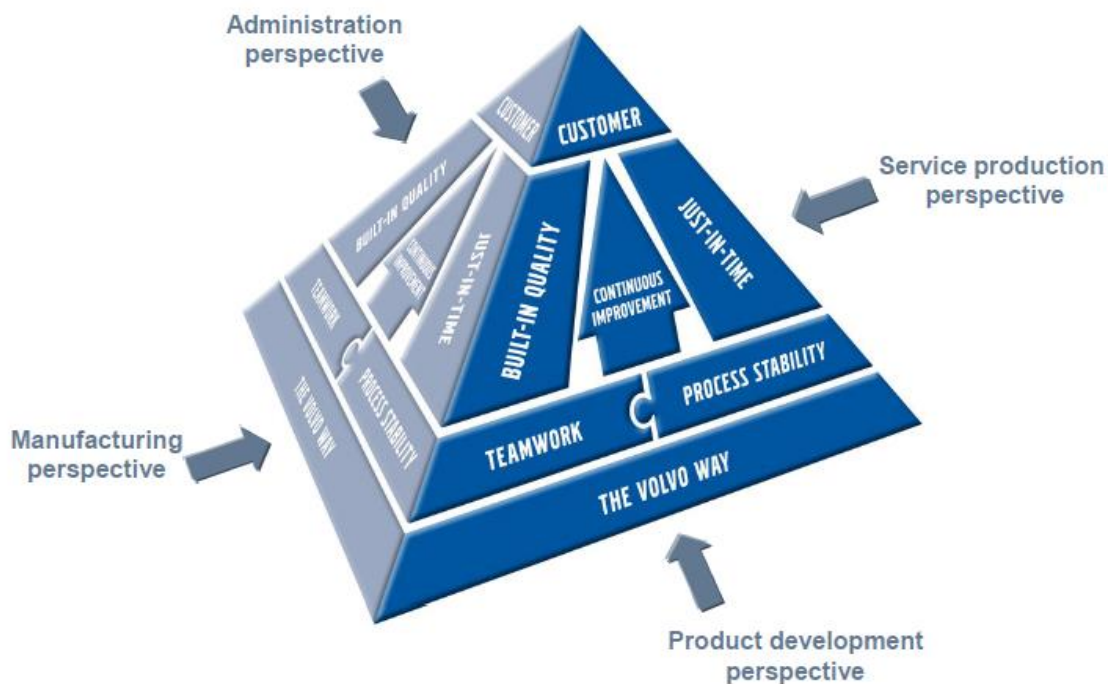 Administration
perspective
CUSTOMER
CUSTOMER
Service production
perspective
BUILT-IN QUALITY
CONTINUOUS
IMPROVEMENT
JUST-IN-TIME
BUILT-IN QUALITY
CONTINUOUS
IMPROVEMENT
JUST-IN-TIME
TEAMWORK
PROCESS STABILITY
TEAMWORK
PROCESS STABILITY
THE VOLVO WAY
THE VOLVO WAY
Manufacturing
perspective
Product development
perspective